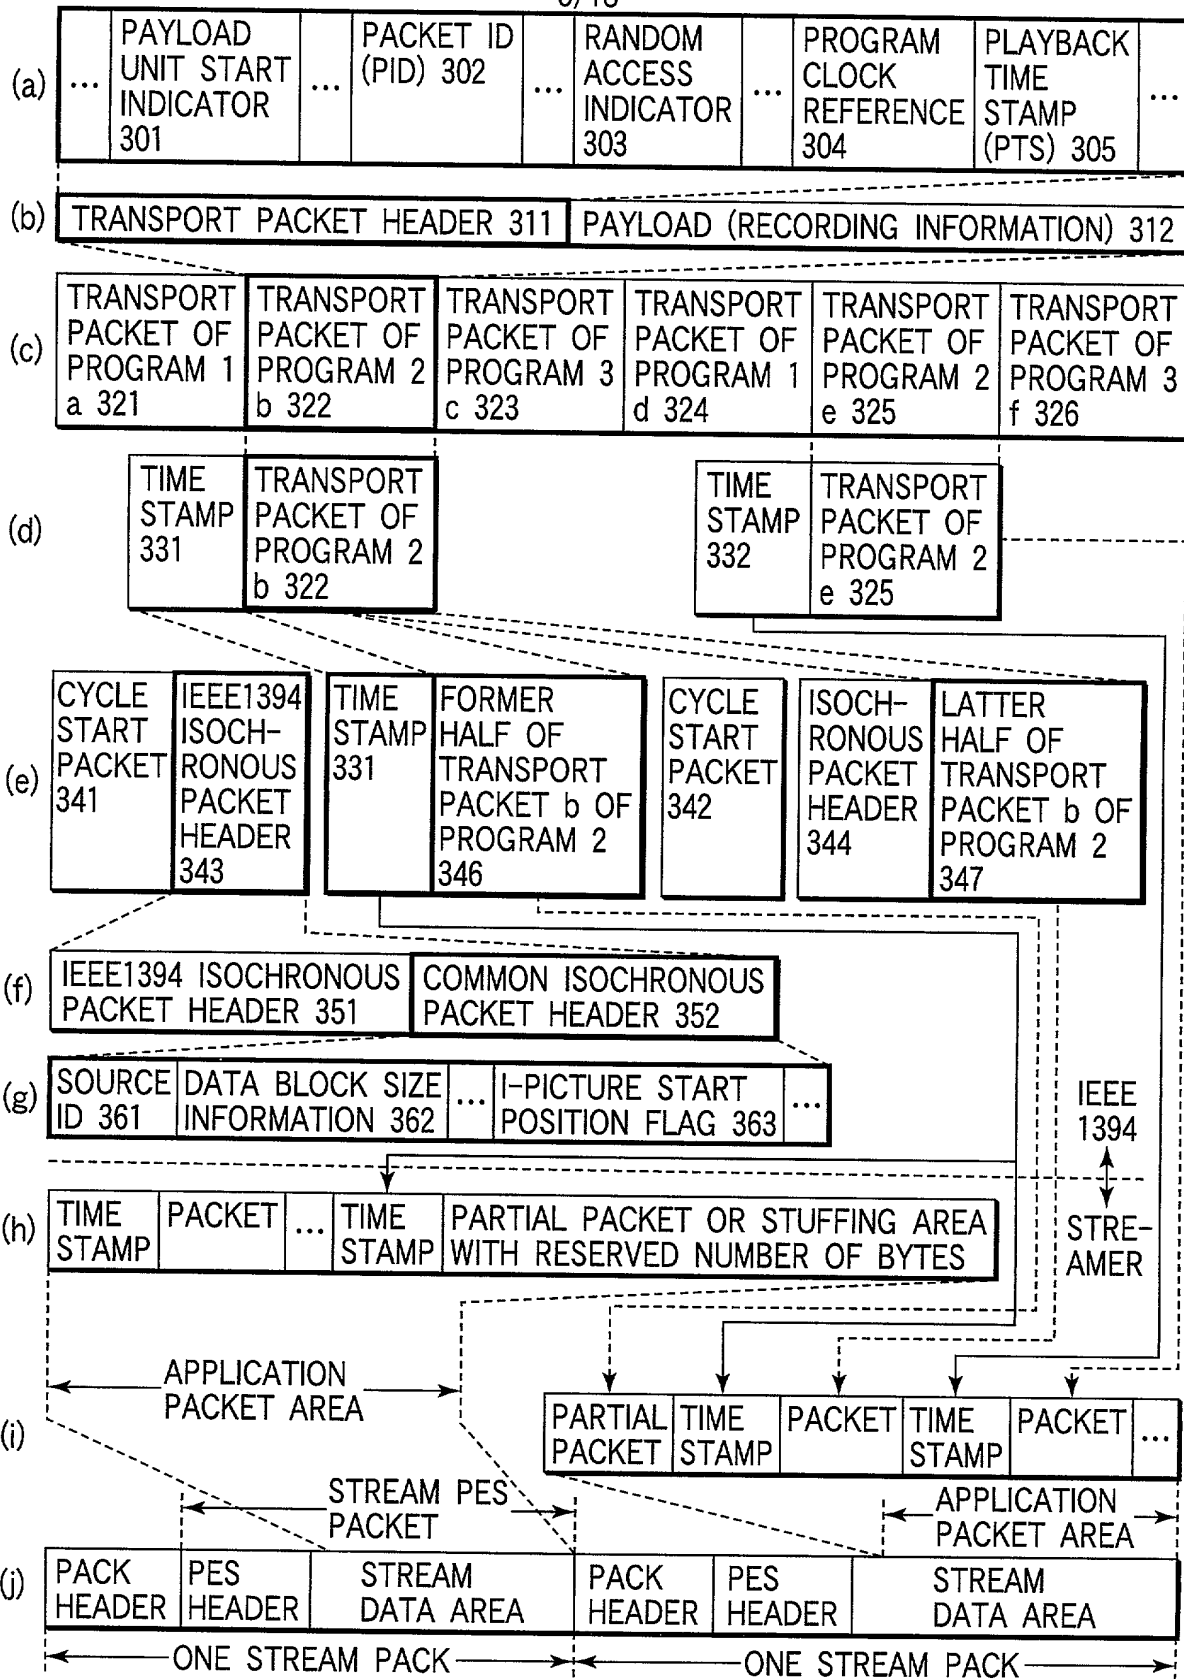 (a)
...
PAYLOAD
UNIT START
INDICATOR
301
...
PACKET ID
(PID) 302
...
RANDOM
ACCESS
INDICATOR
303
...
PROGRAM
CLOCK
REFERENCE
304
PLAYBACK
TIME
STAMP
(PTS) 305
...
(b)
TRANSPORT PACKET HEADER 311
PAYLOAD (RECORDING INFORMATION) 312
(c)
TRANSPORT
PACKET OF
PROGRAM 1
a 321
TRANSPORT
PACKET OF
PROGRAM 2
b 322
TRANSPORT
PACKET OF
PROGRAM 3
c 323
TRANSPORT
PACKET OF
PROGRAM 1
d 324
TRANSPORT
PACKET OF
PROGRAM 2
e 325
TRANSPORT
PACKET OF
PROGRAM 3
f 326
(d)
TIME
STAMP
331
TRANSPORT
PACKET OF
PROGRAM 2
b 322
TIME
STAMP
332
TRANSPORT
PACKET OF
PROGRAM 2
e 325
(e)
CYCLE
START
PACKET
341
IEEE1394
ISOCH-
RONOUS
PACKET
HEADER
343
TIME
STAMP
331
FORMER
HALF OF
TRANSPORT
PACKET b OF
PROGRAM 2
346
CYCLE
START
PACKET
342
ISOCH-
RONOUS
PACKET
HEADER
344
LATTER
HALF OF
TRANSPORT
PACKET b OF
PROGRAM 2
347
(f)
IEEE1394 ISOCHRONOUS
PACKET HEADER 351
COMMON ISOCHRONOUS
PACKET HEADER 352
(g)
SOURCE
ID 361
DATA BLOCK SIZE
INFORMATION 362
...
I-PICTURE START
POSITION FLAG 363
...
IEEE
1394
STRE-
AMER
(h)
TIME
STAMP
PACKET
...
TIME
STAMP
PARTIAL PACKET OR STUFFING AREA
WITH RESERVED NUMBER OF BYTES
APPLICATION
PACKET AREA
(i)
PARTIAL
PACKET
TIME
STAMP
PACKET
TIME
STAMP
PACKET
...
STREAM PES
PACKET
APPLICATION
PACKET AREA
(j)
PACK
HEADER
PES
HEADER
STREAM
DATA AREA
PACK
HEADER
PES
HEADER
STREAM
DATA AREA
ONE STREAM PACK
ONE STREAM PACK